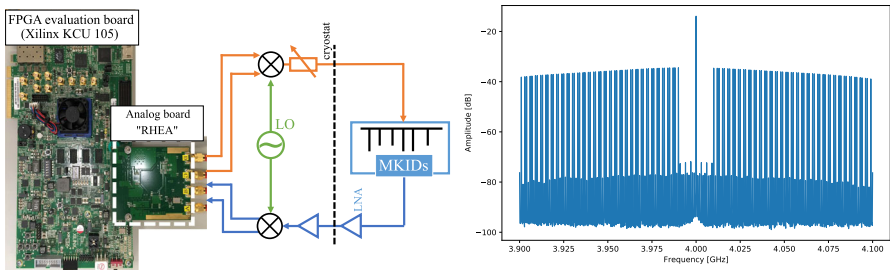 FPGA evaluation board
(Xilinx KCU 105)
Analog board
"RHEA"
LO
cryostat
MKIDs
LNA
Amplitude [dB]
−20
−40
−60
−80
−100
3.900
3.925
3.950
3.975
4.000
4.025
4.050
4.075
4.100
Frequency [GHz]